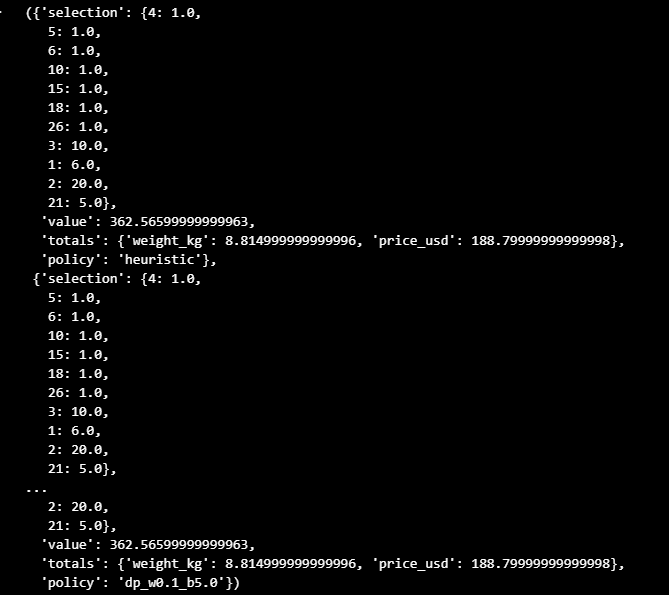 ({'selection': {4: 1.0,
5: 1.0,
6: 1.0,
10: 1.0,
15: 1.0,
18: 1.0,
26: 1.0,
3: 10.0,
1: 6.0,
2: 20.0,
21: 5.0},
'value': 362.56599999999963,
'totals': {'weight_kg': 8.814999999999996, 'price_usd': 188.79999999999998},
'policy': 'heuristic'},
{'selection': {4: 1.0,
5: 1.0,
6: 1.0,
10: 1.0,
15: 1.0,
18: 1.0,
26: 1.0,
3: 10.0,
1: 6.0,
2: 20.0,
21: 5.0},
...
2: 20.0,
21: 5.0},
'value': 362.56599999999963,
'totals': {'weight_kg': 8.814999999999996, 'price_usd': 188.79999999999998},
'policy': 'dp_w0.1_b5.0'})